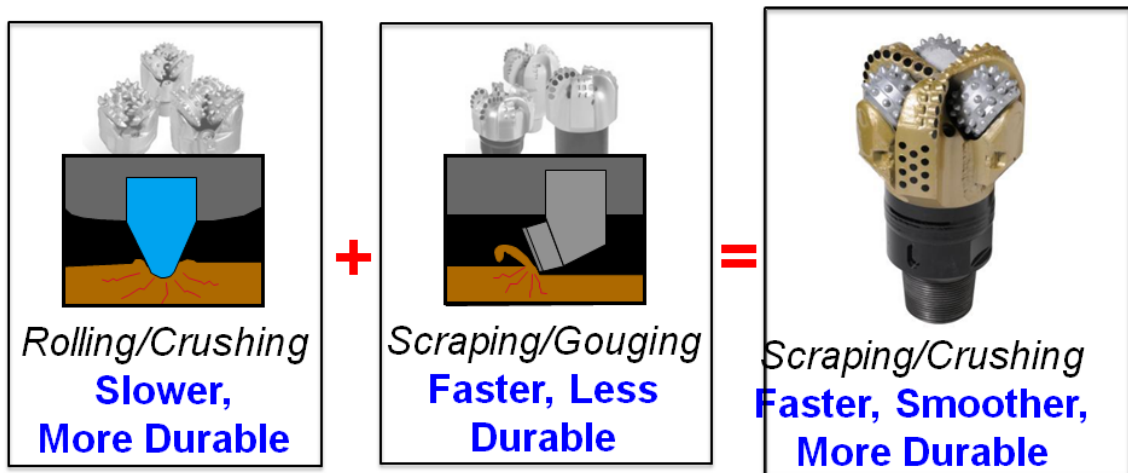 Rolling/Crushing
Slower,
More Durable
+
Scraping/Gouging
Faster, Less
Durable
=
Scraping/Crushing
Faster, Smoother,
More Durable